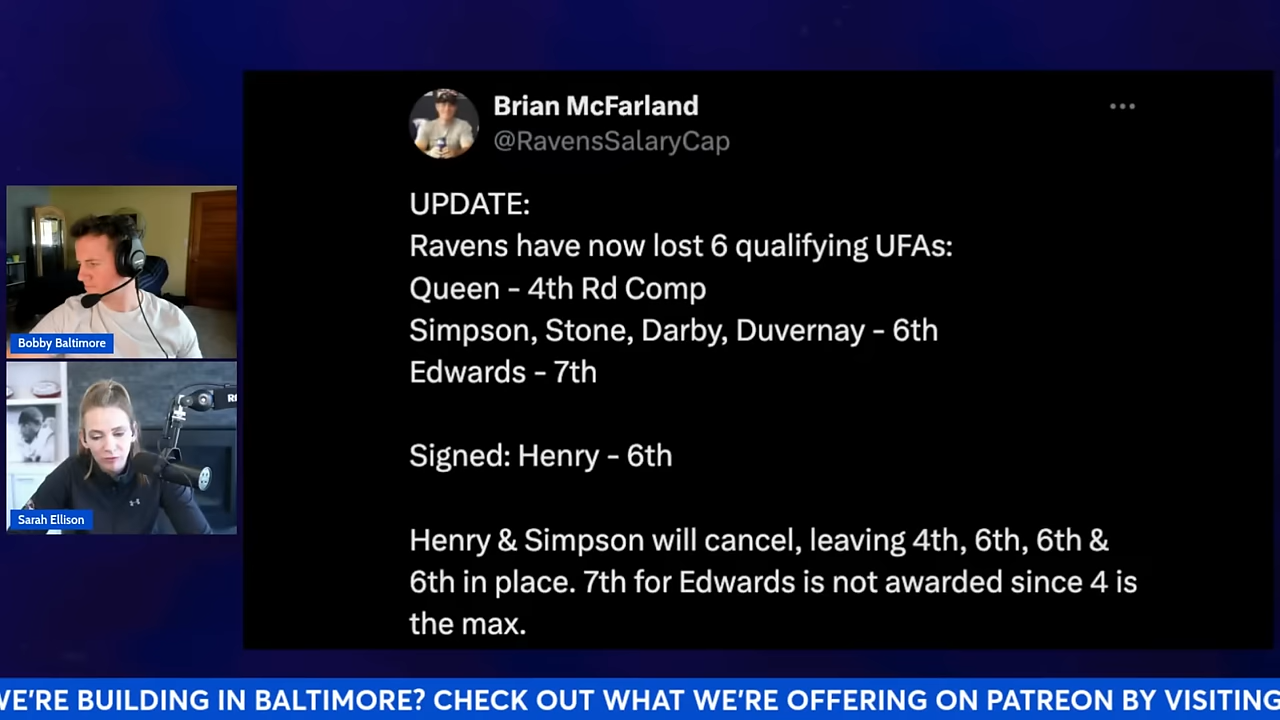 Brian McFarland
@RavensSalaryCap
UPDATE:
Ravens have now lost 6 qualifying UFAs:
Queen - 4th Rd Comp
Simpson, Stone, Darby, Duvernay - 6th
Edwards - 7th
Signed: Henry - 6th
Henry & Simpson will cancel, leaving 4th, 6th, 6th &
6th in place. 7th for Edwards is not awarded since 4 is
the max.
Bobby Baltimore
Sarah Ellison
WE'RE BUILDING IN BALTIMORE? CHECK OUT WHAT WE'RE OFFERING ON PATREON BY VISITING